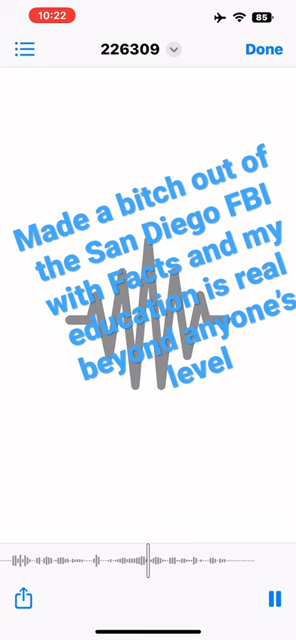 10:22
85
226309
Done
Made a bitch out of
the San Diego FBI
with Facts and my
education is real
beyond anyone's
level